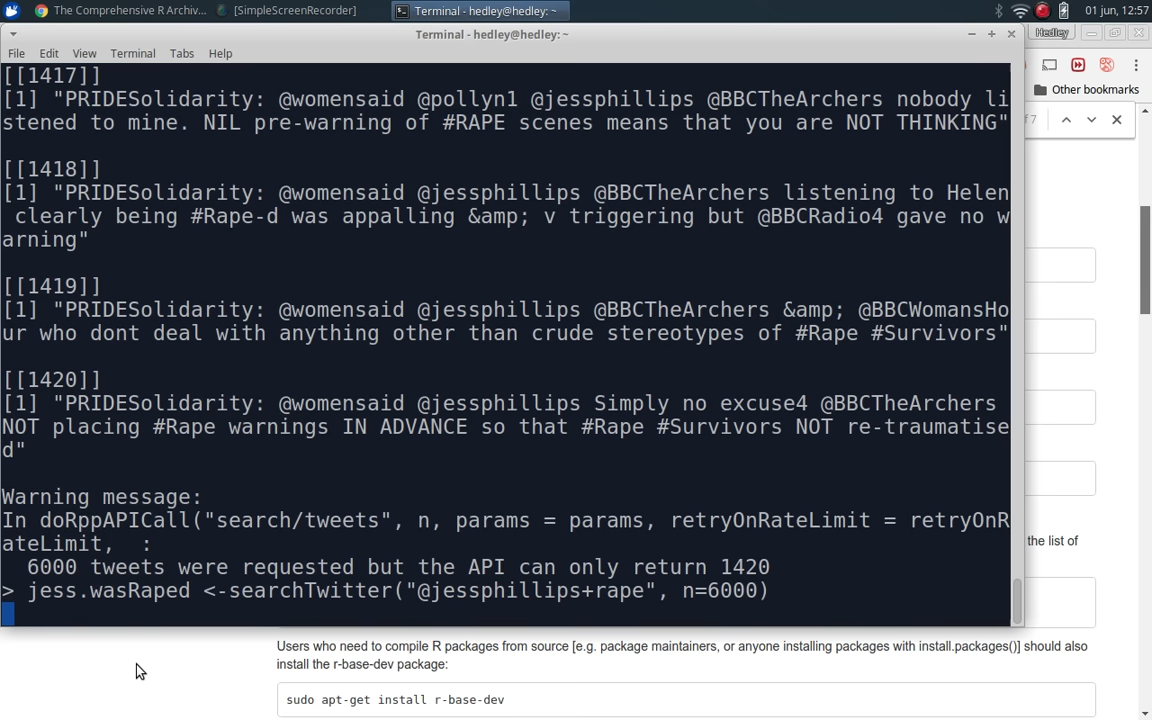 The Comprehensive R Archiv... [SimpleScreenRecorder] Terminal - hedley@hedley: ~ 01 jun, 12:57
Terminal - hedley@hedley: ~ Hedley
File Edit View Terminal Tabs Help
Other bookmarks
[[1417]]
[1] "PRIDESolidarity: @womensaid @pollyn1 @jessphillips @BBCTheArchers nobody li
stened to mine. NIL pre-warning of #RAPE scenes means that you are NOT THINKING"
[[1418]]
[1] "PRIDESolidarity: @womensaid @jessphillips @BBCTheArchers listening to Helen
 clearly being #Rape-d was appalling &amp; v triggering but @BBCRadio4 gave no w
arning"
[[1419]]
[1] "PRIDESolidarity: @womensaid @jessphillips @BBCTheArchers &amp; @BBCWomansHo
ur who dont deal with anything other than crude stereotypes of #Rape #Survivors"
[[1420]]
[1] "PRIDESolidarity: @womensaid @jessphillips Simply no excuse4 @BBCTheArchers
NOT placing #Rape warnings IN ADVANCE so that #Rape #Survivors NOT re-traumatise
d"
Warning message:
In doRppAPICall("search/tweets", n, params = params, retryOnRateLimit = retryOnR
ateLimit,  :
  6000 tweets were requested but the API can only return 1420
> jess.wasRaped <-searchTwitter("@jessphillips+rape", n=6000)
the list of
Users who need to compile R packages from source [e.g. package maintainers, or anyone installing packages with install.packages()] should also
install the r-base-dev package:
sudo apt-get install r-base-dev